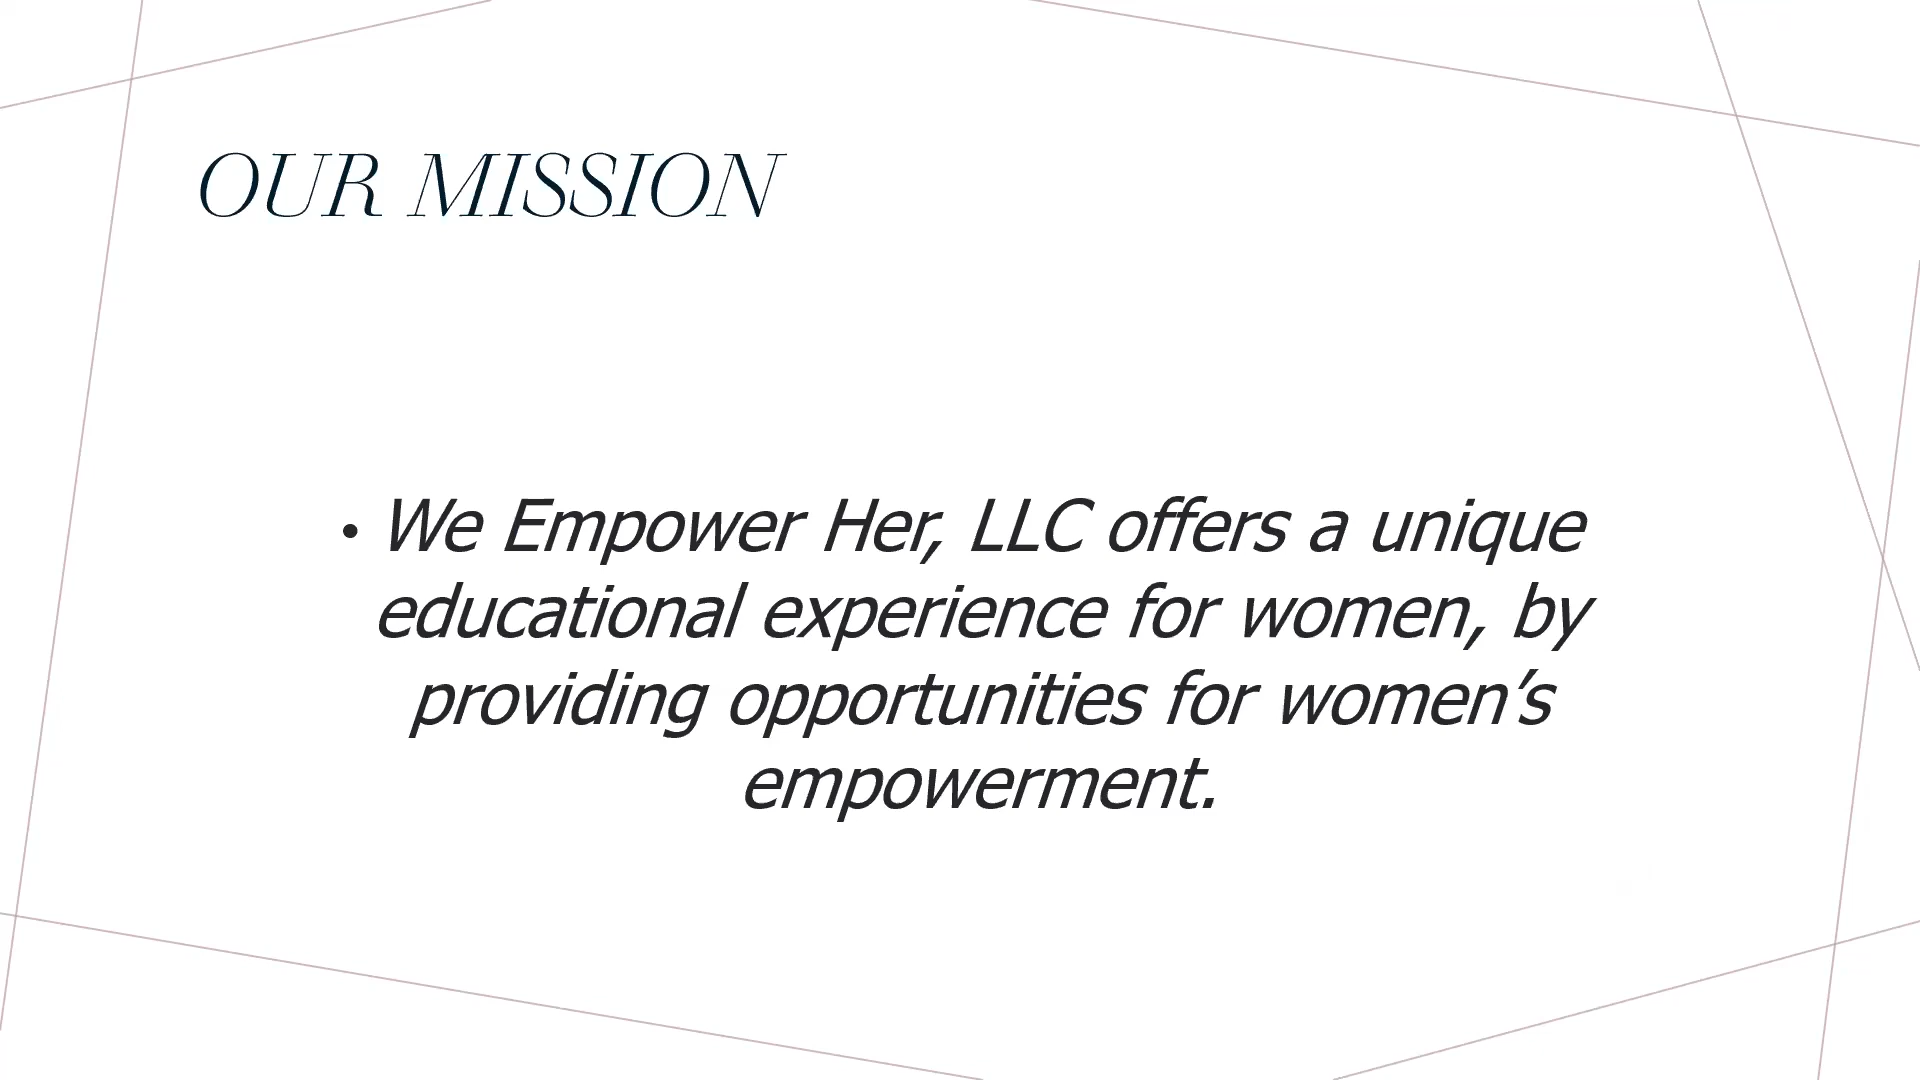 OUR MISSION
• We Empower Her, LLC offers a unique
educational experience for women, by
providing opportunities for women’s
empowerment.